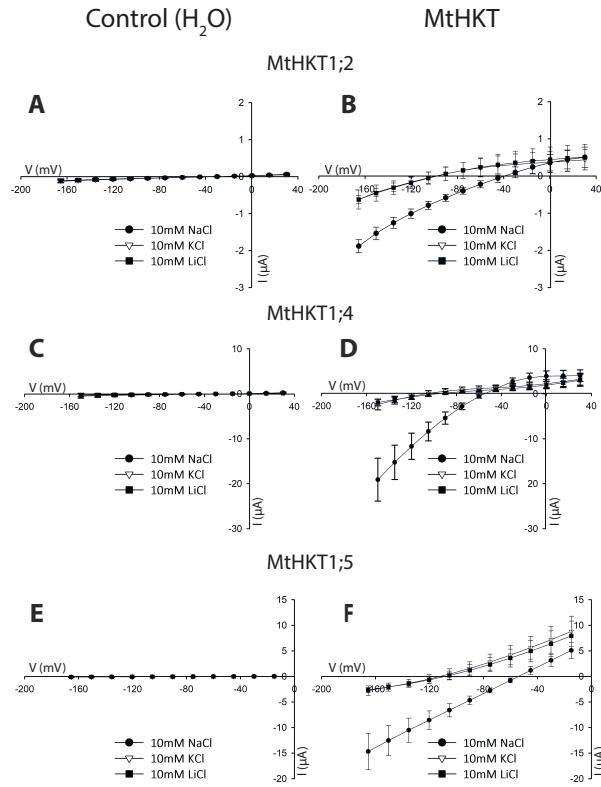 Control (H2O) MtHKT
MtHKT1;2
A B
2 2
1 1
V (mV) 0 V (mV) 0
-200 -160 -120 -80 -40 0 40 -200 -160 -120 -80 -40 0 40
-1 -1
10mM NaCl 10mM NaCl
10mM KCl -2 10mM KCl -2
10mM LiCl 10mM LiCl
I (µA) I (µA)
-3 -3
MtHKT1;4
C D
10 10
V (mV) 0 V (mV) 0
-200 -160 -120 -80 -40 0 40 -200 -160 -120 -80 -40 0 40
-10 -10
10mM NaCl 10mM NaCl
10mM KCl -20 10mM KCl -20
10mM LiCl 10mM LiCl
I (µA) I (µA)
-30 -30
MtHKT1;5
E F
15 15
10 10
5 5
V (mV) 0 V (mV) 0
-200 -160 -120 -80 -40 0 -200 -160 -120 -80 -40 0
-5 -5
-10 -10
10mM NaCl 10mM NaCl
10mM KCl -15 10mM KCl -15
10mM LiCl 10mM LiCl
I (µA) I (µA)
-20 -20